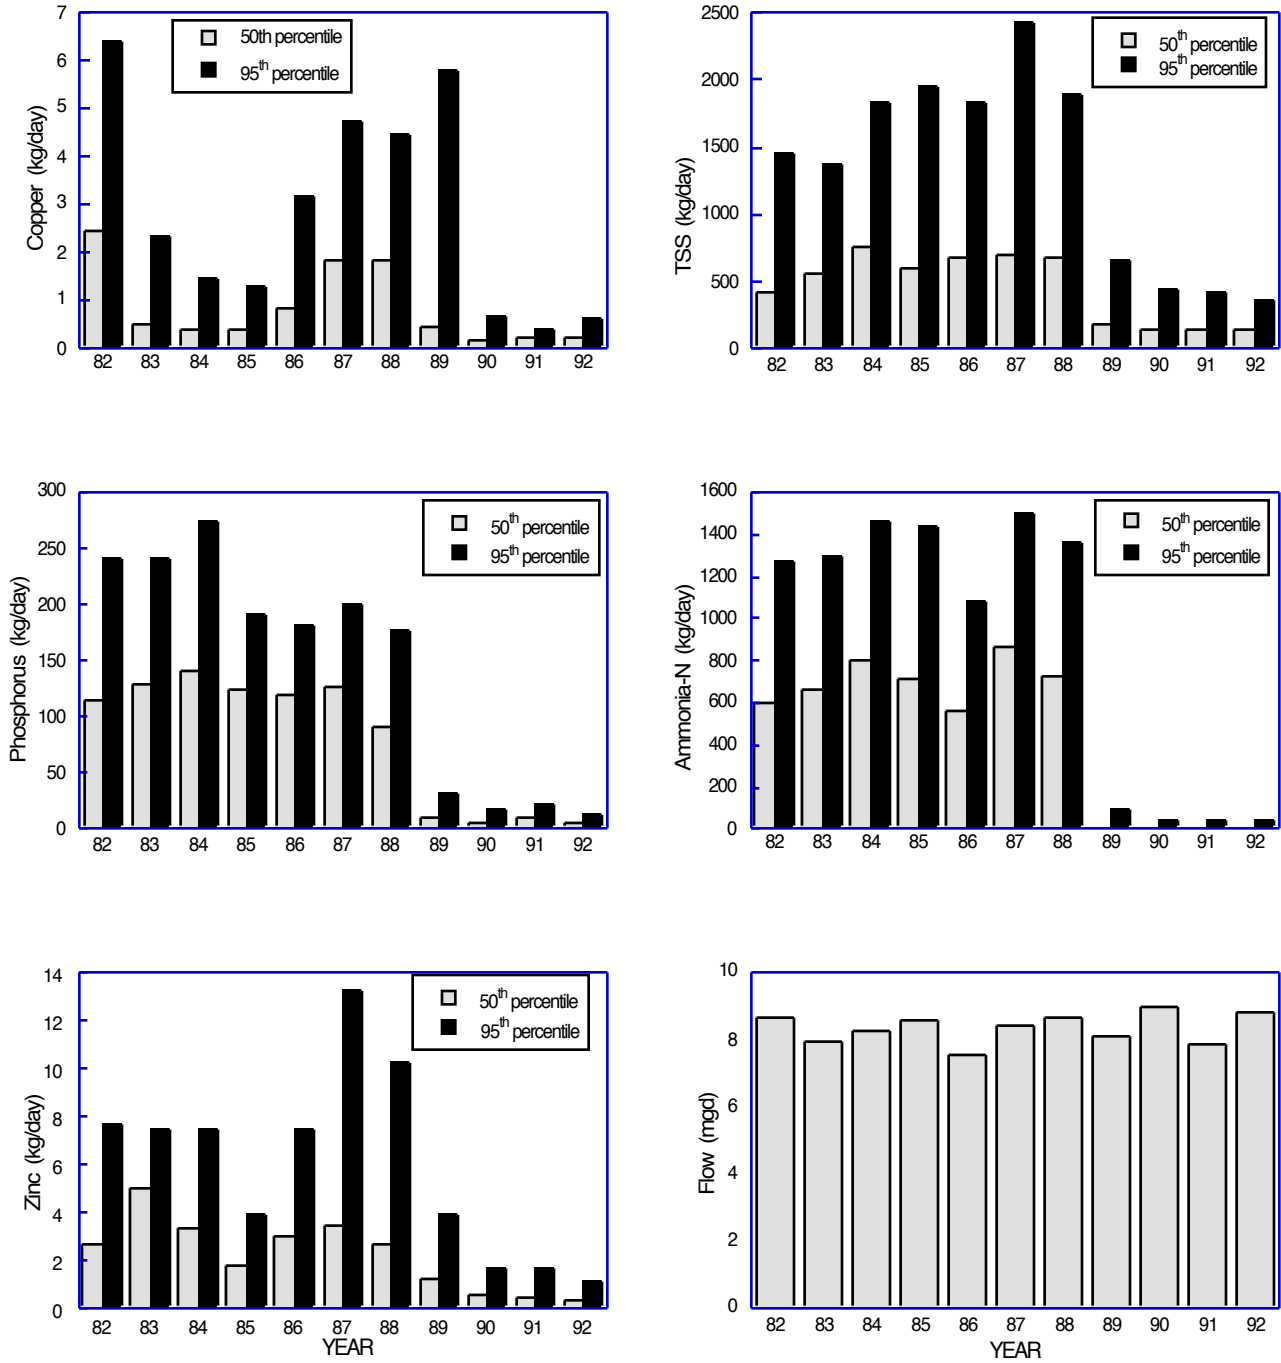 7
6
5
4
3
2
1
0
Copper (kg/day)
50th percentile
95th percentile
82 83 84 85 86 87 88 89 90 91 92
2500
2000
1500
1000
500
0
TSS (kg/day)
50th percentile
95th percentile
82 83 84 85 86 87 88 89 90 91 92
300
250
200
150
100
50
0
Phosphorus (kg/day)
50th percentile
95th percentile
82 83 84 85 86 87 88 89 90 91 92
1600
1400
1200
1000
800
600
400
200
0
Ammonia-N (kg/day)
50th percentile
95th percentile
82 83 84 85 86 87 88 89 90 91 92
14
12
10
8
6
4
2
0
Zinc (kg/day)
50th percentile
95th percentile
82 83 84 85 86 87 88 89 90 91 92
YEAR
10
8
6
4
2
0
Flow (mgd)
82 83 84 85 86 87 88 89 90 91 92
YEAR